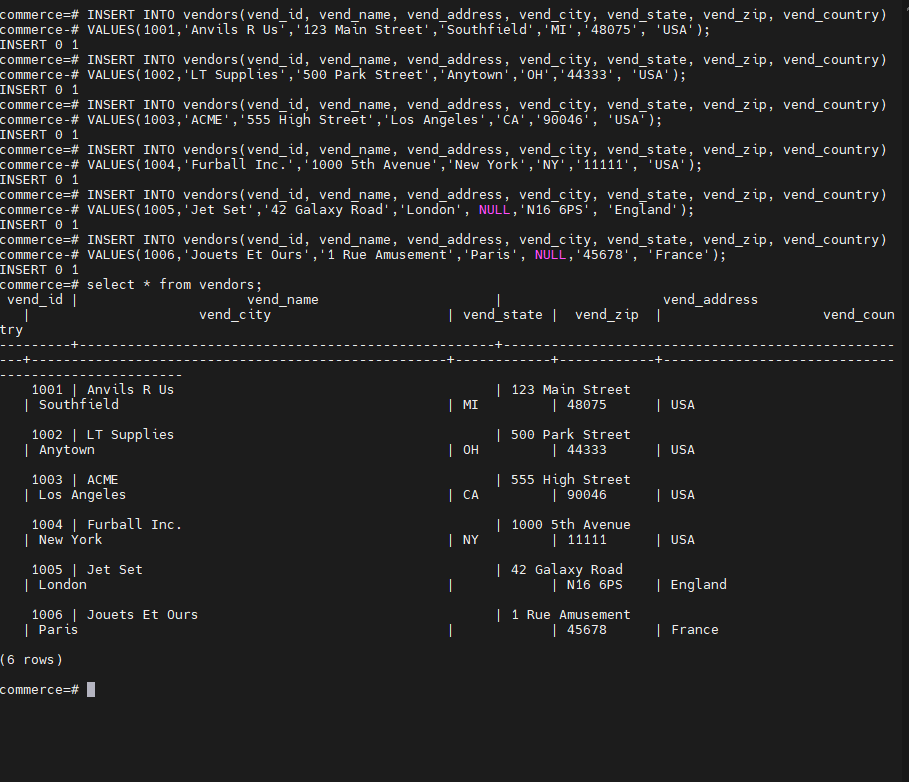 commerce=# INSERT INTO vendors(vend_id, vend_name, vend_address, vend_city, vend_state, vend_zip, vend_country)
commerce-# VALUES(1001,'Anvils R Us','123 Main Street','Southfield','MI','48075', 'USA');
INSERT 0 1
commerce=# INSERT INTO vendors(vend_id, vend_name, vend_address, vend_city, vend_state, vend_zip, vend_country)
commerce-# VALUES(1002,'LT Supplies','500 Park Street','Anytown','OH','44333', 'USA');
INSERT 0 1
commerce=# INSERT INTO vendors(vend_id, vend_name, vend_address, vend_city, vend_state, vend_zip, vend_country)
commerce-# VALUES(1003,'ACME','555 High Street','Los Angeles','CA','90046', 'USA');
INSERT 0 1
commerce=# INSERT INTO vendors(vend_id, vend_name, vend_address, vend_city, vend_state, vend_zip, vend_country)
commerce-# VALUES(1004,'Furball Inc.','1000 5th Avenue','New York','NY','11111', 'USA');
INSERT 0 1
commerce=# INSERT INTO vendors(vend_id, vend_name, vend_address, vend_city, vend_state, vend_zip, vend_country)
commerce-# VALUES(1005,'Jet Set','42 Galaxy Road','London', NULL,'N16 6PS', 'England');
INSERT 0 1
commerce=# INSERT INTO vendors(vend_id, vend_name, vend_address, vend_city, vend_state, vend_zip, vend_country)
commerce-# VALUES(1006,'Jouets Et Ours','1 Rue Amusement','Paris', NULL,'45678', 'France');
INSERT 0 1
commerce=# select * from vendors;
 vend_id |                     vend_name                      |                    vend_address
   |                     vend_city                      | vend_state |  vend_zip  |                    vend_coun
try
---------+----------------------------------------------------+-------------------------------------------------
---+----------------------------------------------------+------------+------------+-----------------------------
-----------------------
    1001 | Anvils R Us                                        | 123 Main Street
   | Southfield                                         | MI         | 48075      | USA
    1002 | LT Supplies                                        | 500 Park Street
   | Anytown                                            | OH         | 44333      | USA
    1003 | ACME                                               | 555 High Street
   | Los Angeles                                        | CA         | 90046      | USA
    1004 | Furball Inc.                                       | 1000 5th Avenue
   | New York                                           | NY         | 11111      | USA
    1005 | Jet Set                                            | 42 Galaxy Road
   | London                                             |            | N16 6PS    | England
    1006 | Jouets Et Ours                                     | 1 Rue Amusement
   | Paris                                              |            | 45678      | France
(6 rows)
commerce=#